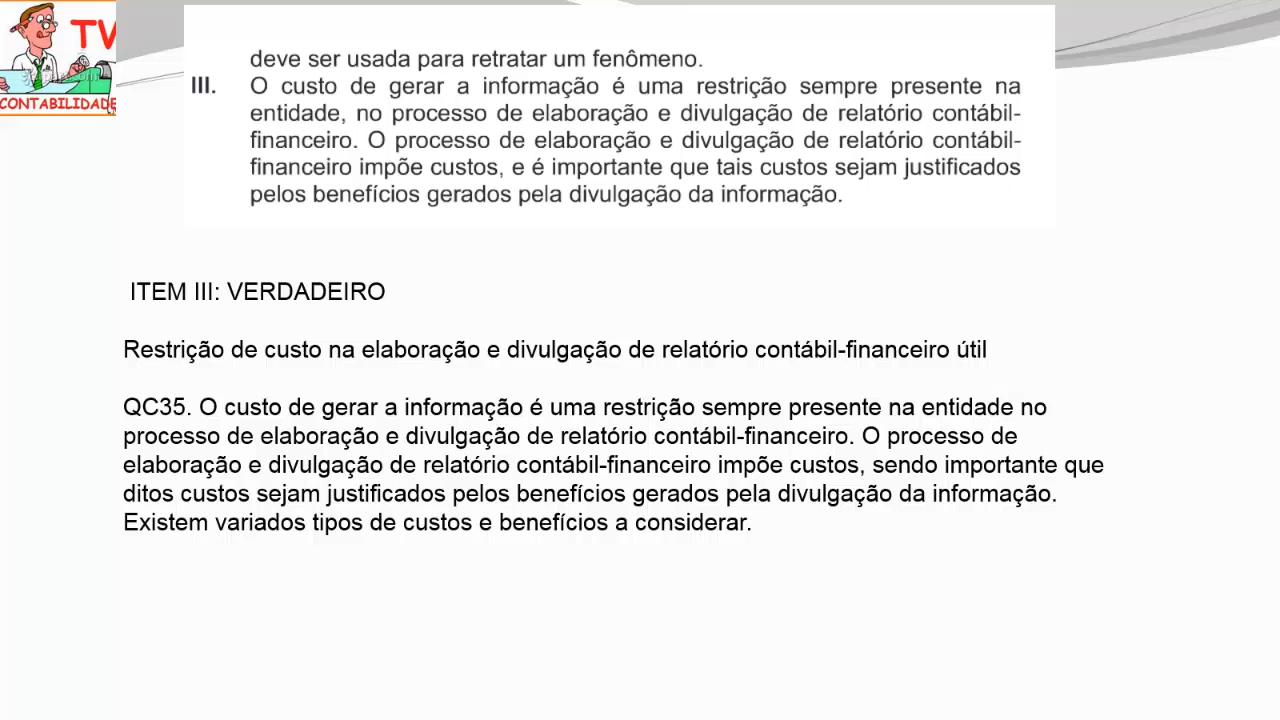 TV
CONTABILIDADE
deve ser usada para retratar um fenômeno.
III. O custo de gerar a informação é uma restrição sempre presente na
entidade, no processo de elaboração e divulgação de relatório contábil-
financeiro. O processo de elaboração e divulgação de relatório contábil-
financeiro impõe custos, e é importante que tais custos sejam justificados
pelos benefícios gerados pela divulgação da informação.
ITEM III: VERDADEIRO
Restrição de custo na elaboração e divulgação de relatório contábil-financeiro útil
QC35. O custo de gerar a informação é uma restrição sempre presente na entidade no
processo de elaboração e divulgação de relatório contábil-financeiro. O processo de
elaboração e divulgação de relatório contábil-financeiro impõe custos, sendo importante que
ditos custos sejam justificados pelos benefícios gerados pela divulgação da informação.
Existem variados tipos de custos e benefícios a considerar.